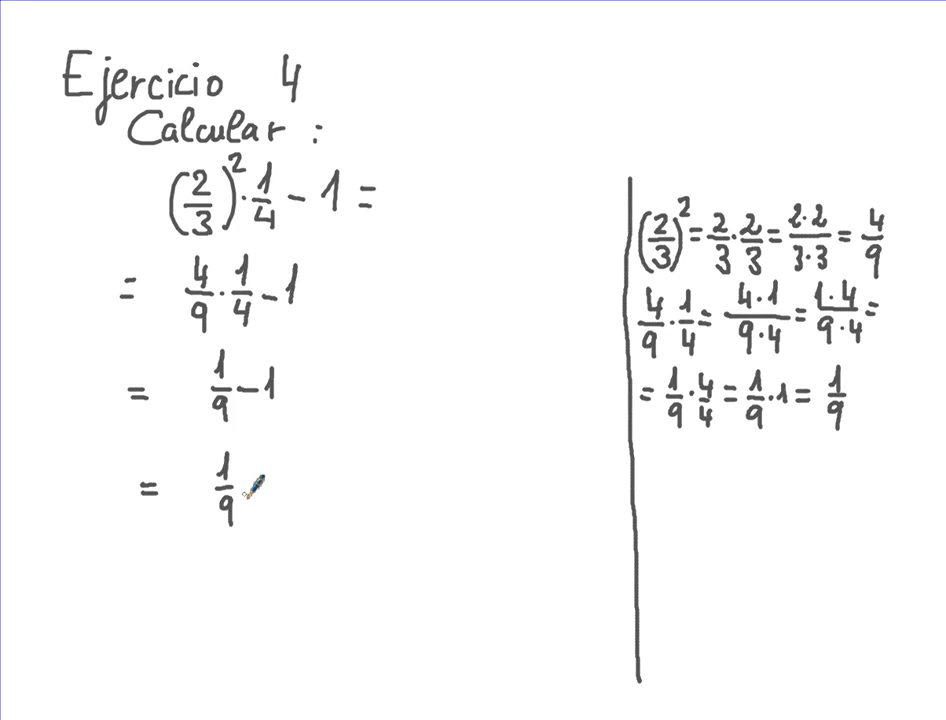 Ejercicio 4
Calcular :
(2/3)² · 1/4 − 1 =
= 4/9 · 1/4 − 1
= 1/9 − 1
= 1/9
(2/3)² = 2/3 · 2/3 = 2·2/3·3 = 4/9
4/9 · 1/4 = 4·1/9·4 = 1·4/9·4 =
= 1/9 · 4/4 = 1/9 · 1 = 1/9